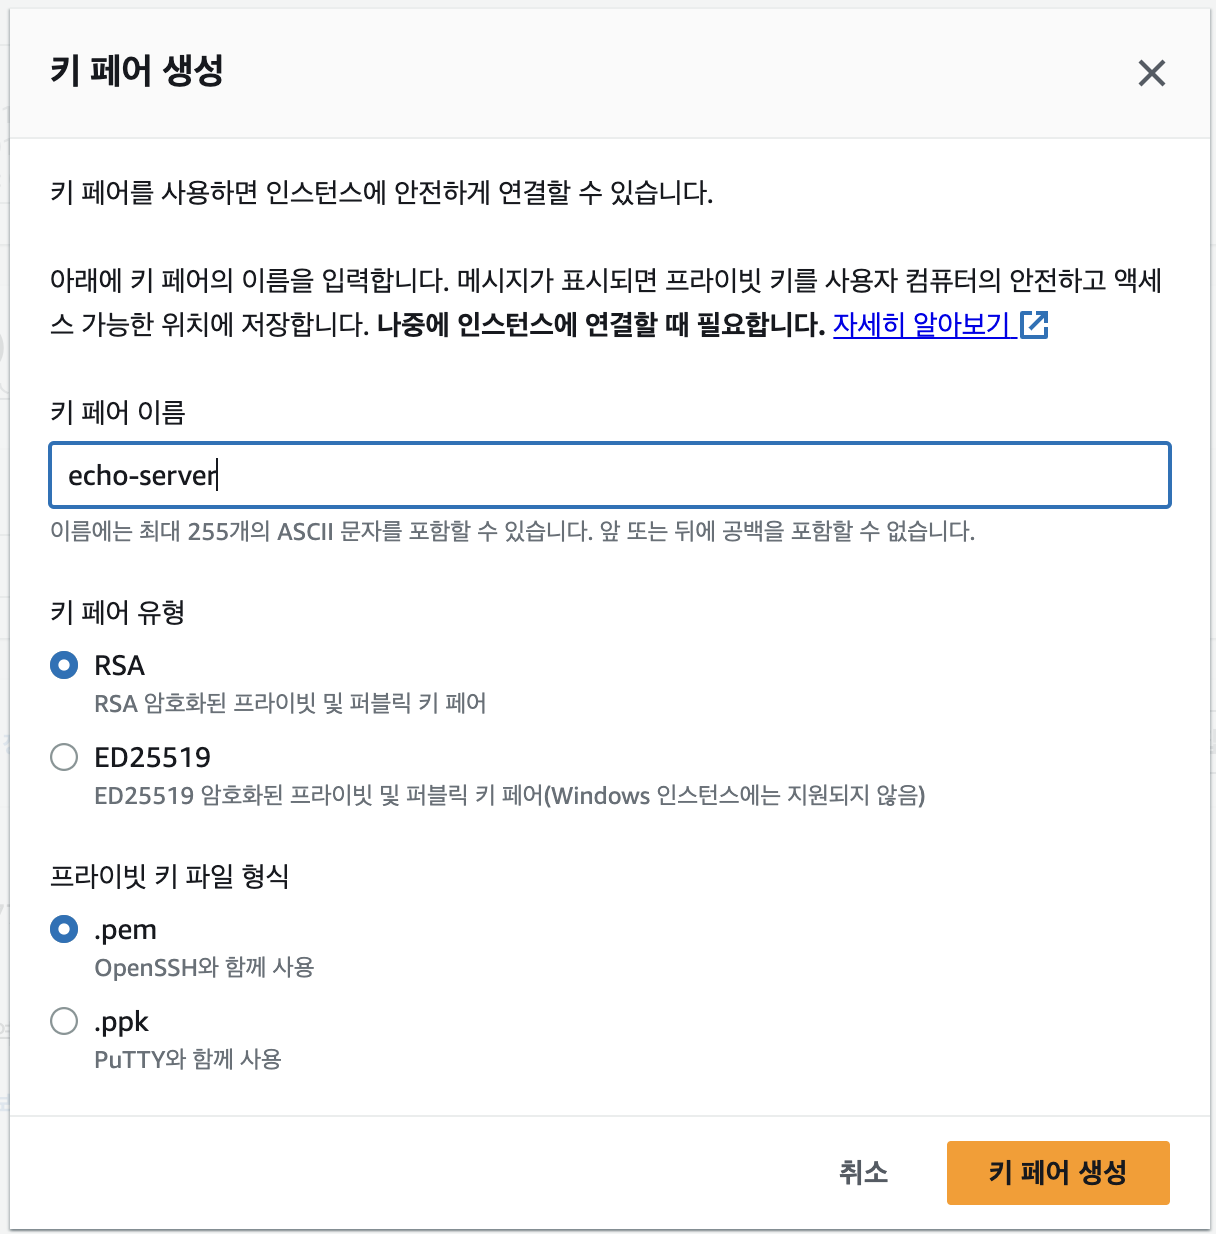 키 페어 생성
키 페어를 사용하면 인스턴스에 안전하게 연결할 수 있습니다.
아래에 키 페어의 이름을 입력합니다. 메시지가 표시되면 프라이빗 키를 사용자 컴퓨터의 안전하고 액세
스 가능한 위치에 저장합니다. 나중에 인스턴스에 연결할 때 필요합니다. 자세히 알아보기
키 페어 이름
echo-server
이름에는 최대 255개의 ASCII 문자를 포함할 수 있습니다. 앞 또는 뒤에 공백을 포함할 수 없습니다.
키 페어 유형
RSA
RSA 암호화된 프라이빗 및 퍼블릭 키 페어
ED25519
ED25519 암호화된 프라이빗 및 퍼블릭 키 페어(Windows 인스턴스에는 지원되지 않음)
프라이빗 키 파일 형식
.pem
OpenSSH와 함께 사용
.ppk
PuTTY와 함께 사용
취소
키 페어 생성